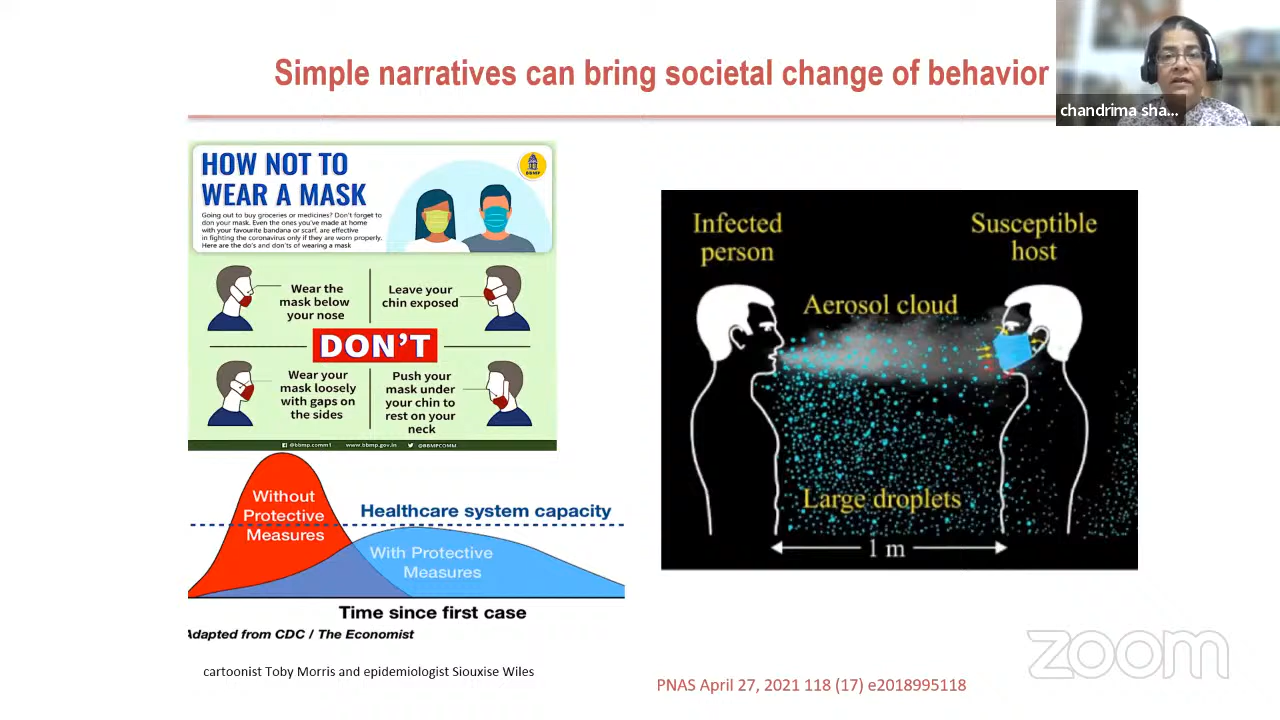 Simple narratives can bring societal change of behavior
chandrima sha...
HOW NOT TO
WEAR A MASK
BBMP
Going out to buy groceries or medicines? Don't forget to
don your mask. Even the ones you've made at home
with your favourite bandana or scarf, are effective
in fighting the coronavirus only if they are worn properly.
Here are the do's and don'ts of wearing a mask
Wear the
mask below
your nose
Leave your
chin exposed
DON'T
Wear your
mask loosely
with gaps on
the sides
Push your
mask under
your chin to
rest on your
neck
@bbmp.comm1 www.bbmp.gov.in @BBMPCOMM
Without
Protective
Measures
Healthcare system capacity
With Protective
Measures
Time since first case
Adapted from CDC / The Economist
cartoonist Toby Morris and epidemiologist Siouxise Wiles
Infected
person
Susceptible
host
Aerosol cloud
Large droplets
1 m
PNAS April 27, 2021 118 (17) e2018995118
zoom